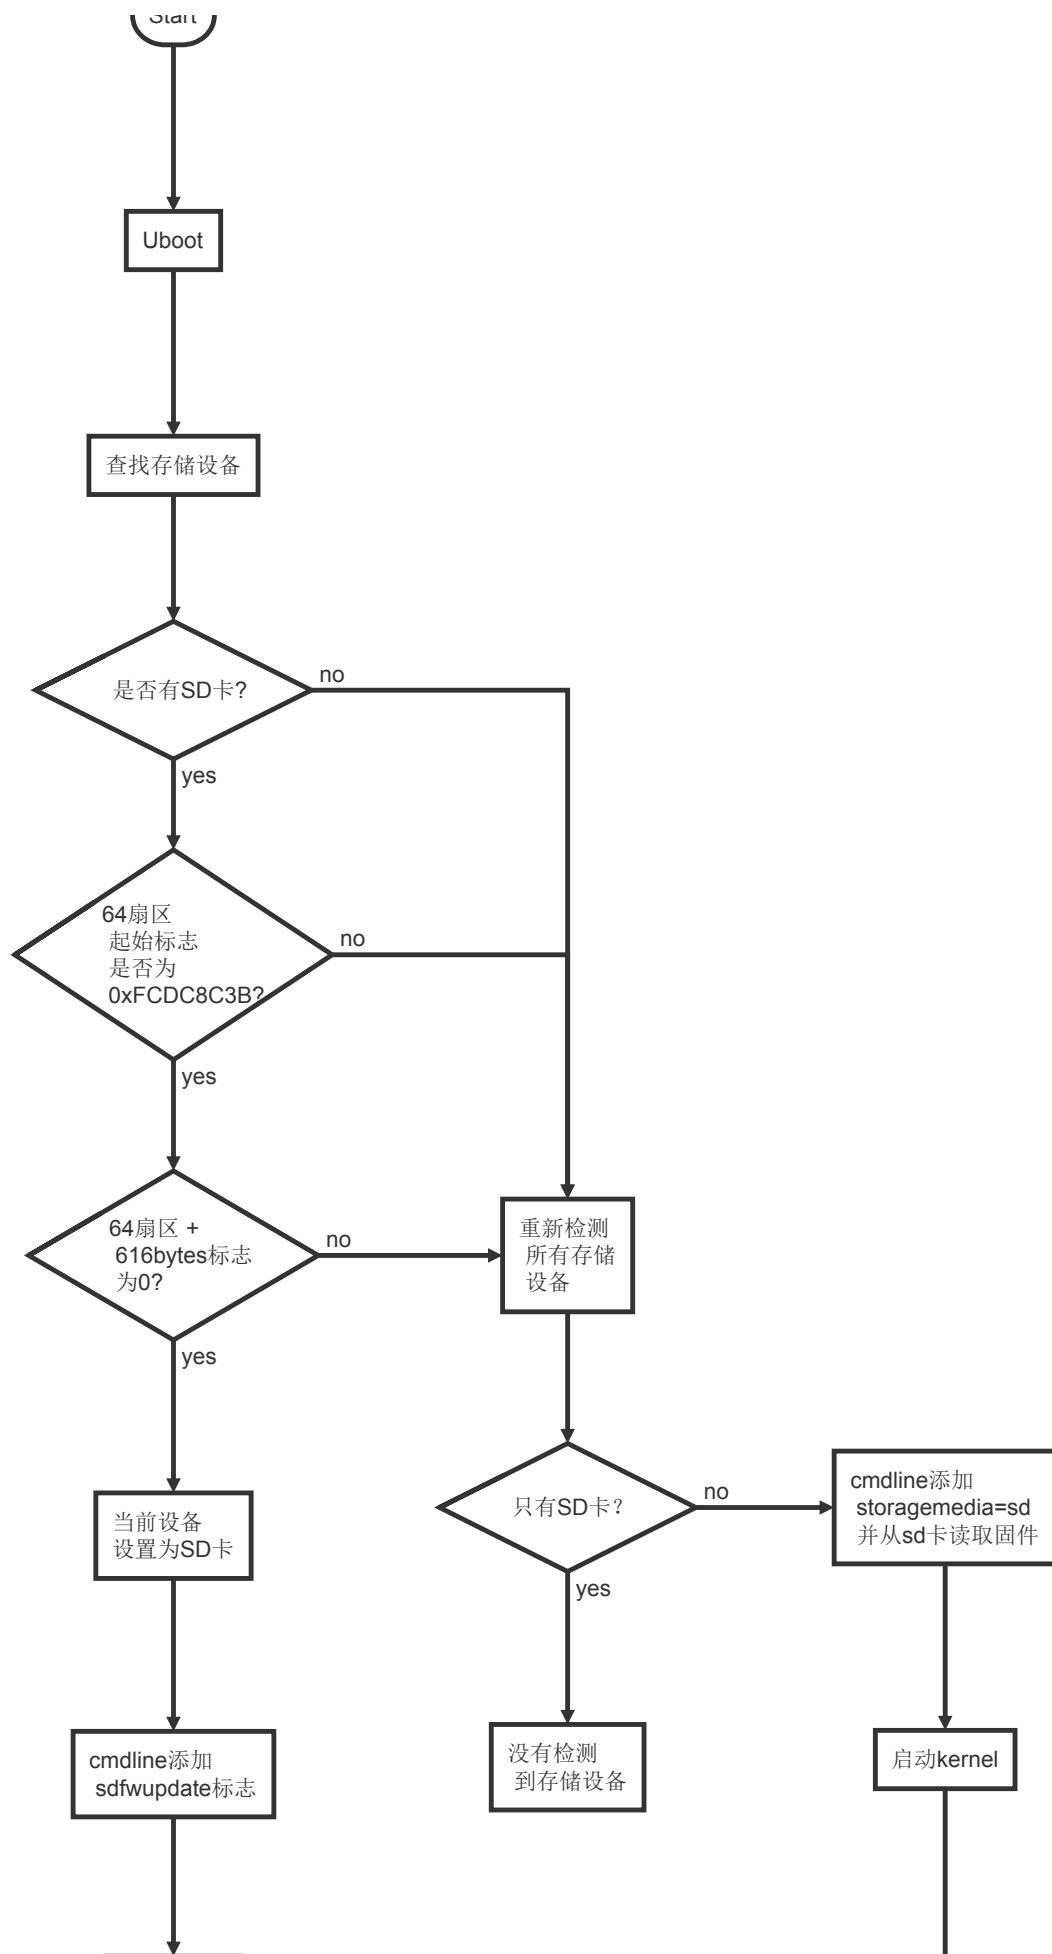 Start
Uboot
查找存储设备
是否有SD卡?
no
yes
64扇区
起始标志
是否为
0xFCDC8C3B?
no
yes
64扇区 +
616bytes标志
为0?
no
yes
重新检测
所有存储
设备
当前设备
设置为SD卡
只有SD卡？
no
yes
cmdline添加
storagemedia=sd
并从sd卡读取固件
cmdline添加
sdfwupdate标志
没有检测
到存储设备
启动kernel